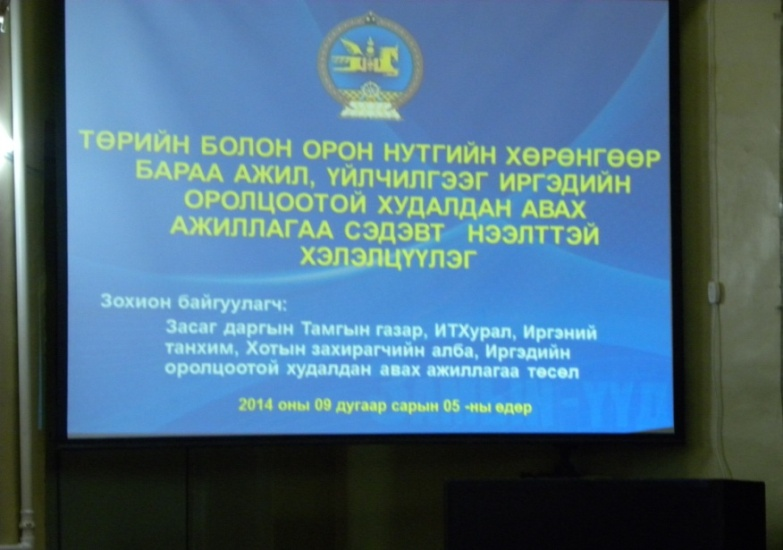 ТӨРИЙН БОЛОН ОРОН НУТГИЙН ХӨРӨНГӨӨР
БАРАА АЖИЛ, ҮЙЛЧИЛГЭЭГ ИРГЭДИЙН
ОРОЛЦООТОЙ ХУДАЛДАН АВАХ
АЖИЛЛАГАА СЭДЭВТ НЭЭЛТТЭЙ
ХЭЛЭЛЦҮҮЛЭГ
Зохион байгуулагч:
Засаг даргын Тамгын газар, ИТХурал, Иргэний
танхим, Хотын захирагчийн алба, Иргэдийн
оролцоотой худалдан авах ажиллагаа төсөл
2014 оны 09 дугаар сарын 05 -ны өдөр